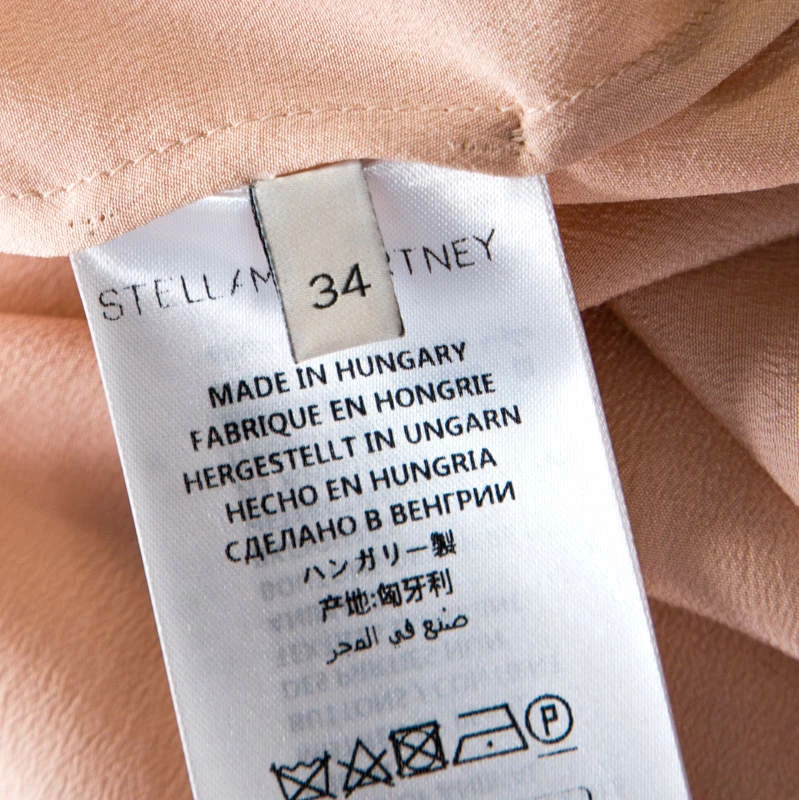 STELLAM RTNEY
34
MADE IN HUNGARY
FABRIQUE EN HONGRIE
HERGESTELLT IN UNGARN
HECHO EN HUNGRIA
СДЕЛАНО В ВЕНГРИИ
ハンガリー製
产地:匈牙利
صنع في المجر
P